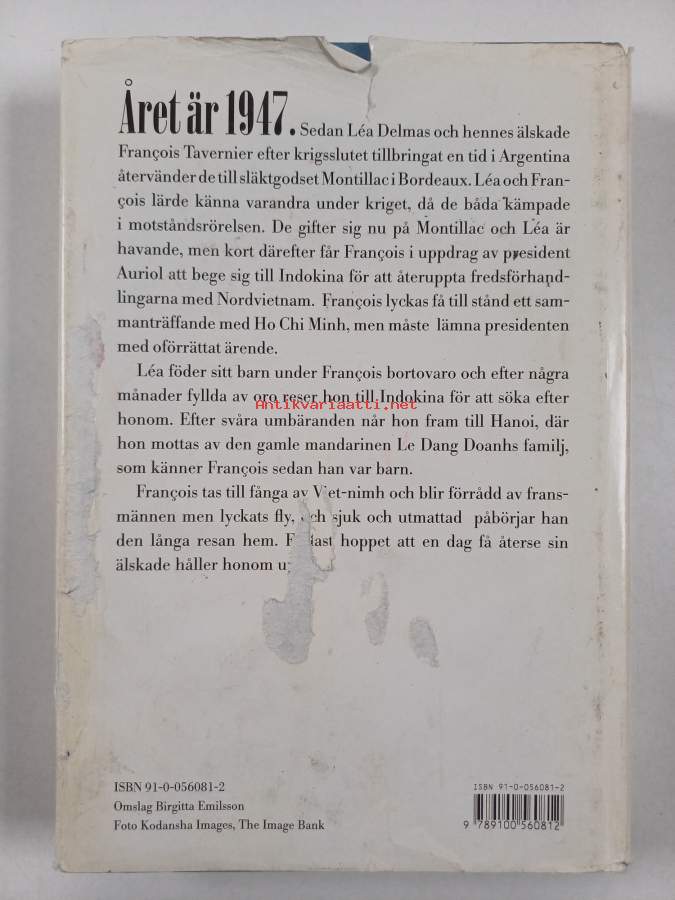 Året är 1947. Sedan Léa Delmas och hennes älskade
François Tavernier efter krigsslutet tillbringat en tid i Argentina
återvänder de till släktgodset Montillac i Bordeaux. Léa och Fran-
çois lärde känna varandra under kriget, då de båda kämpade
i motståndsrörelsen. De gifter sig nu på Montillac och Léa är
havande, men kort därefter får François i uppdrag av president
Auriol att bege sig till Indokina för att återuppta fredsförhand-
lingarna med Nordvietnam. François lyckas få till stånd ett sam-
manträffande med Ho Chi Minh, men måste lämna presidenten
med oförrättat ärende.
Léa föder sitt barn under François bortovaro och efter några
månader fyllda av oro reser hon till Indokina för att söka efter
Antikvariaatti.net
honom. Efter svåra umbäranden når hon fram till Hanoi, där
hon mottas av den gamle mandarinen Le Dang Doanhs familj,
som känner François sedan han var barn.
François tas till fånga av Viet-nimh och blir förrådd av frans-
männen men lyckats fly, och sjuk och utmattad påbörjar han
den långa resan hem. hoppet att en dag få återse sin
älskade håller honom
ISBN 91-0-056081-2
Omslag Birgitta Emilsson
Foto Kodansha Images, The Image Bank
ISBN 91-0-056081-2
9 789100 560812